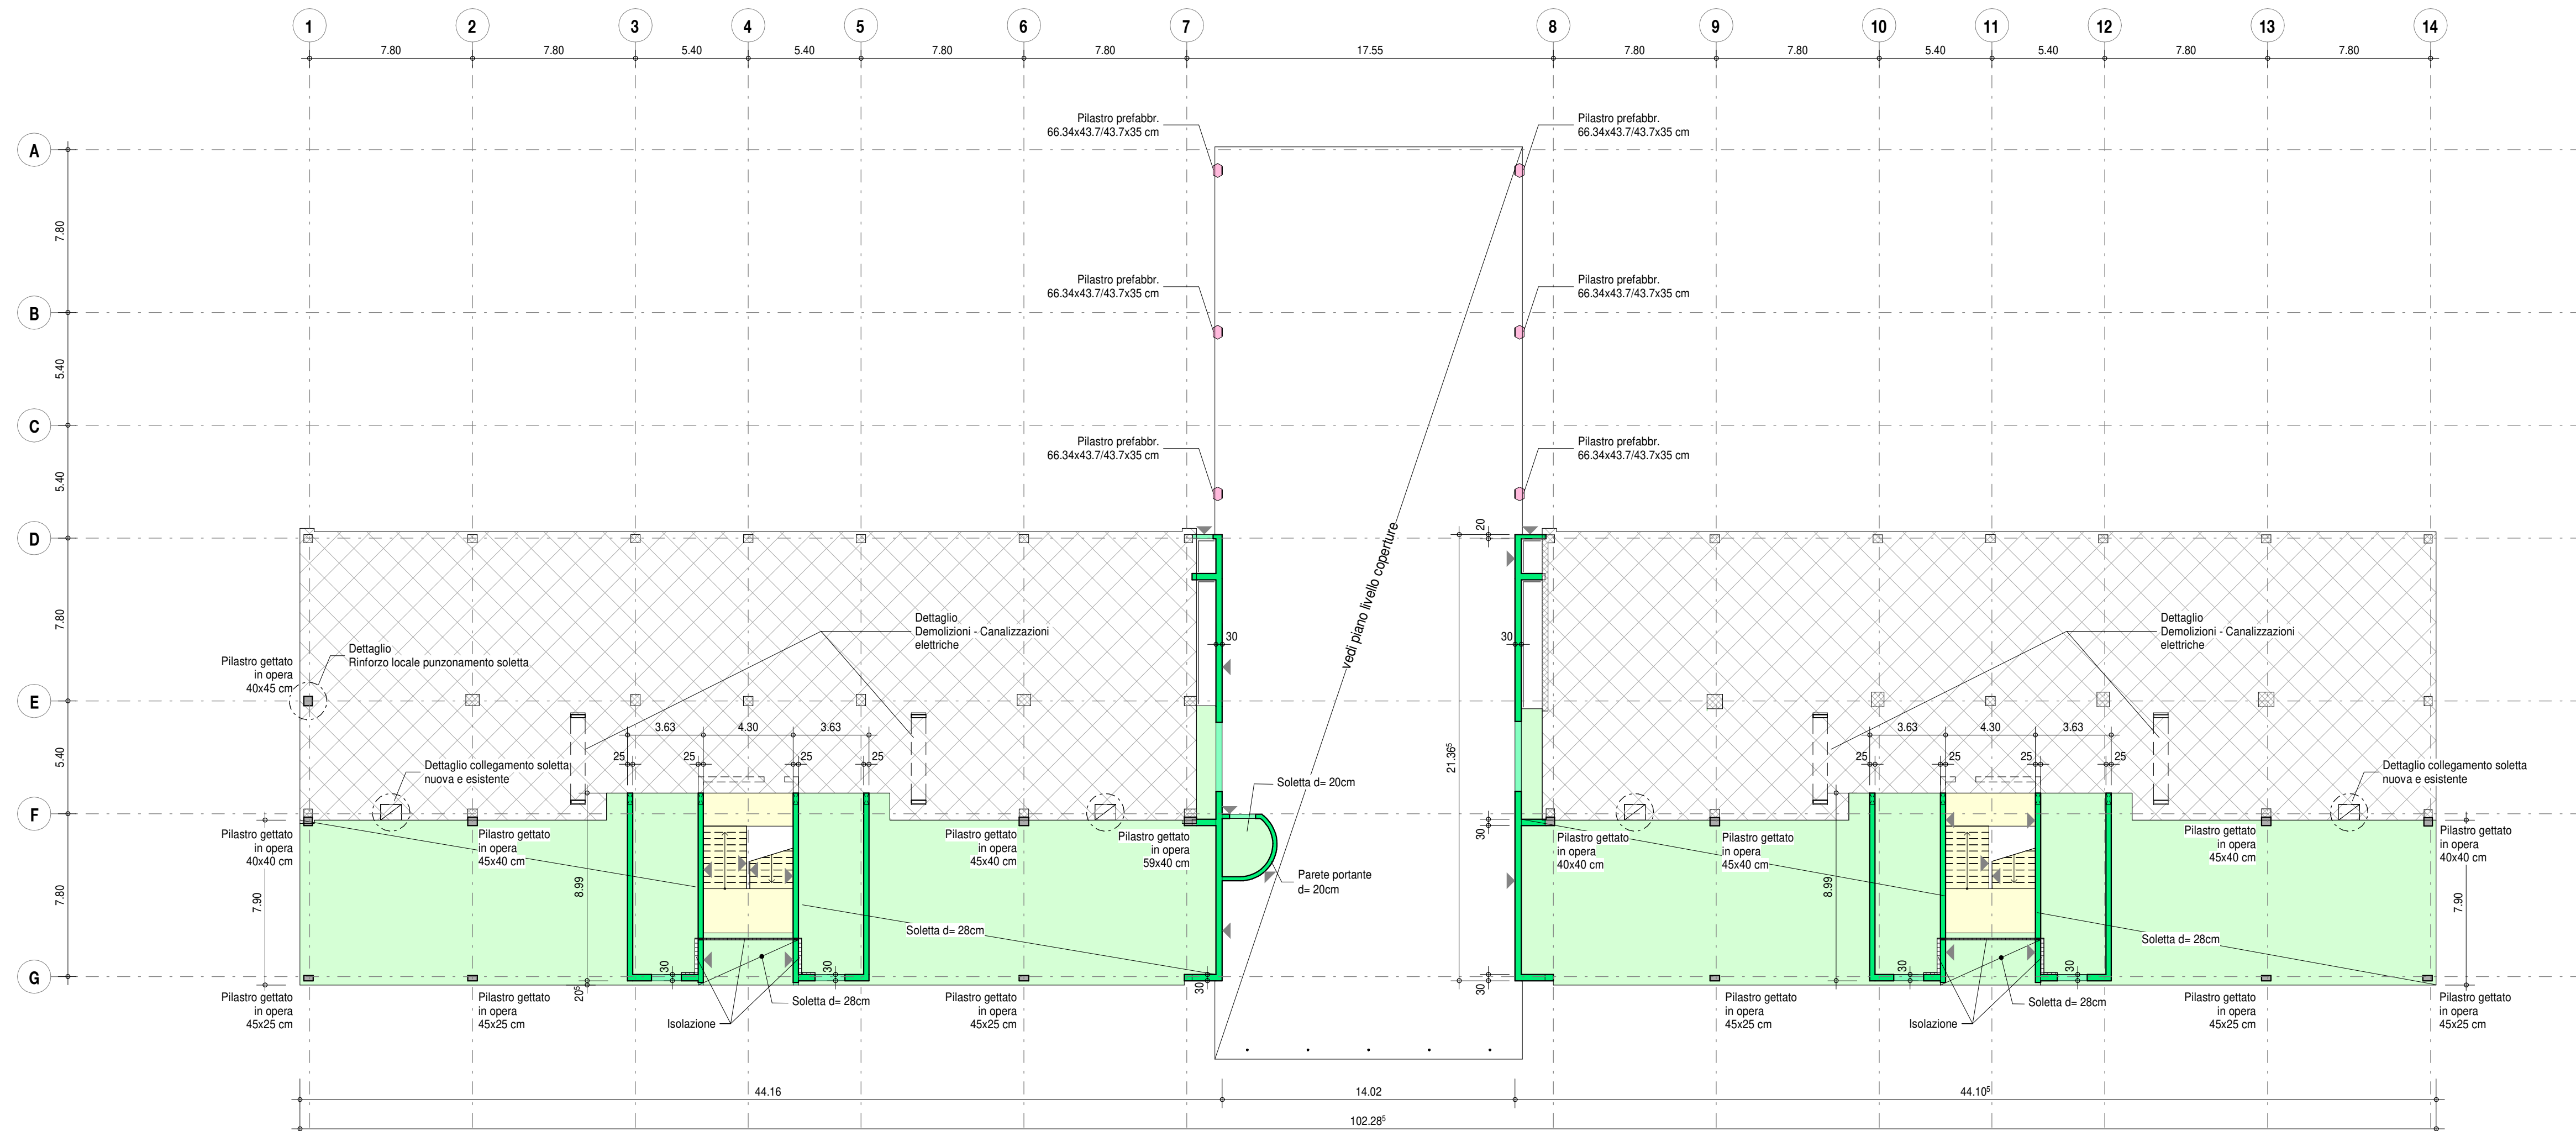 1 2 3 4 5 6 7 8 9 10 11 12 13 14
7.80 7.80 5.40 5.40 7.80 7.80 17.55 7.80 7.80 5.40 5.40 7.80 7.80
A
B
C
D
E
F
G
7.80
5.40
5.40
7.80
5.40
7.80
Pilastro prefabbr.
66.34x43.7/43.7x35 cm
Pilastro prefabbr.
66.34x43.7/43.7x35 cm
Pilastro prefabbr.
66.34x43.7/43.7x35 cm
Pilastro prefabbr.
66.34x43.7/43.7x35 cm
Pilastro prefabbr.
66.34x43.7/43.7x35 cm
Pilastro prefabbr.
66.34x43.7/43.7x35 cm
vedi piano livello coperture
20
30
30
21.36⁵
30
30
30
Dettaglio
Demolizioni - Canalizzazioni
elettriche
Dettaglio
Demolizioni - Canalizzazioni
elettriche
Dettaglio
Rinforzo locale punzonamento soletta
Pilastro gettato
in opera
40x45 cm
Dettaglio collegamento soletta
nuova e esistente
Dettaglio collegamento soletta
nuova e esistente
3.63 4.30 3.63
25 25 25 25
3.63 4.30 3.63
25 25 25 25
Soletta d= 20cm
Parete portante
d= 20cm
Pilastro gettato
in opera
40x40 cm
Pilastro gettato
in opera
45x40 cm
Pilastro gettato
in opera
45x40 cm
Pilastro gettato
in opera
59x40 cm
Pilastro gettato
in opera
40x40 cm
Pilastro gettato
in opera
45x40 cm
Pilastro gettato
in opera
45x40 cm
Pilastro gettato
in opera
40x40 cm
7.90
8.99
20⁵
8.99
7.90
Soletta d= 28cm
Soletta d= 28cm
30
30
30
30
Soletta d= 28cm
Soletta d= 28cm
Isolazione
Isolazione
Pilastro gettato
in opera
45x25 cm
Pilastro gettato
in opera
45x25 cm
Pilastro gettato
in opera
45x25 cm
Pilastro gettato
in opera
45x25 cm
Pilastro gettato
in opera
45x25 cm
Pilastro gettato
in opera
45x25 cm
44.16 14.02 44.10⁵
102.28⁵